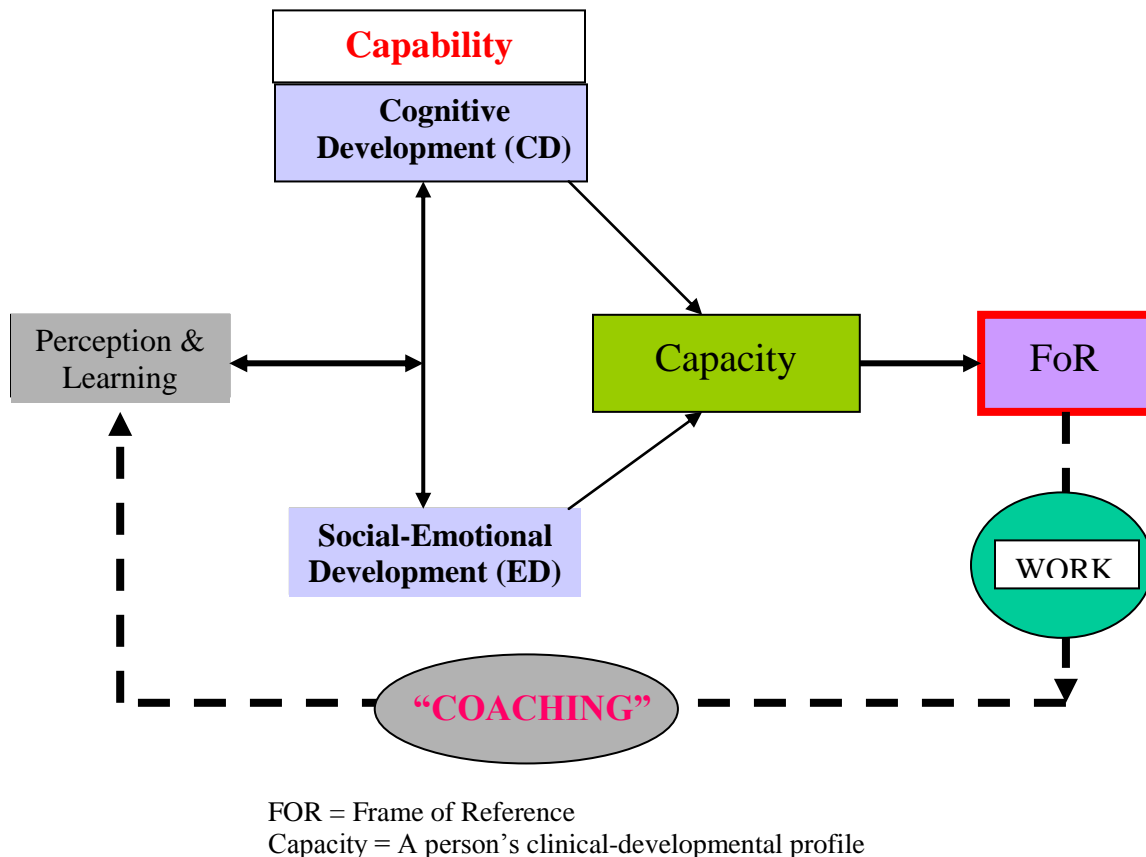 Capability
Cognitive
Development (CD)
Perception &
Learning
Capacity
FoR
Social-Emotional
Development (ED)
WORK
“COACHING”
FOR = Frame of Reference
Capacity = A person’s clinical-developmental profile